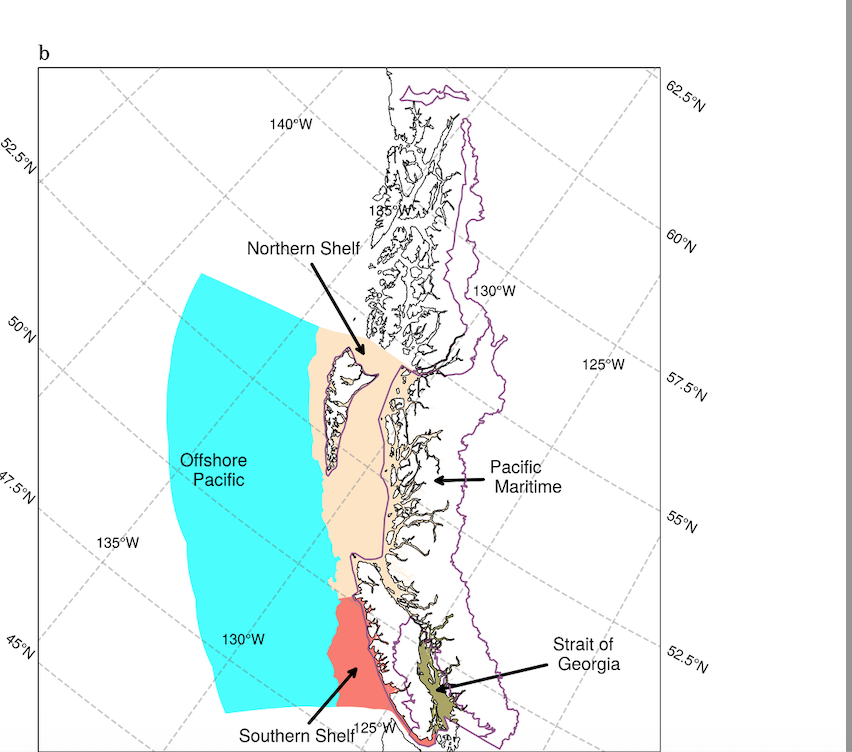 b
62.5°N
140°W
52.5°N
135°W
60°N
Northern Shelf
130°W
50°N
125°W
57.5°N
Offshore
Pacific
Pacific
Maritime
47.5°N
55°N
135°W
130°W
45°N
Strait of
Georgia
52.5°N
Southern Shelf
125°W